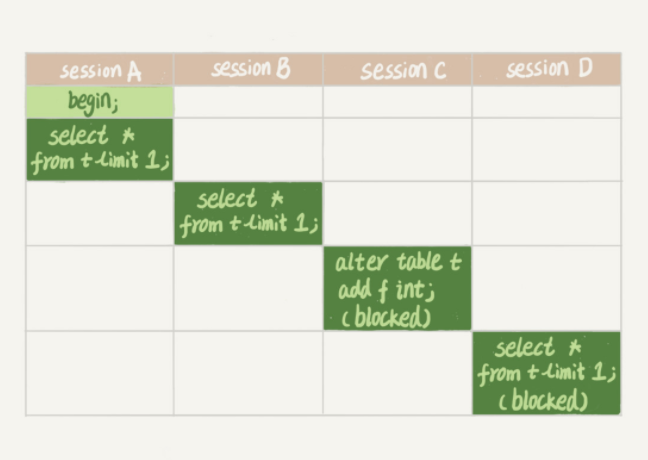 session A
session B
session C
session D
begin;
select *
from t limit 1;
select *
from t limit 1;
alter table t
add f int;
(blocked)
select *
from t limit 1;
(blocked)